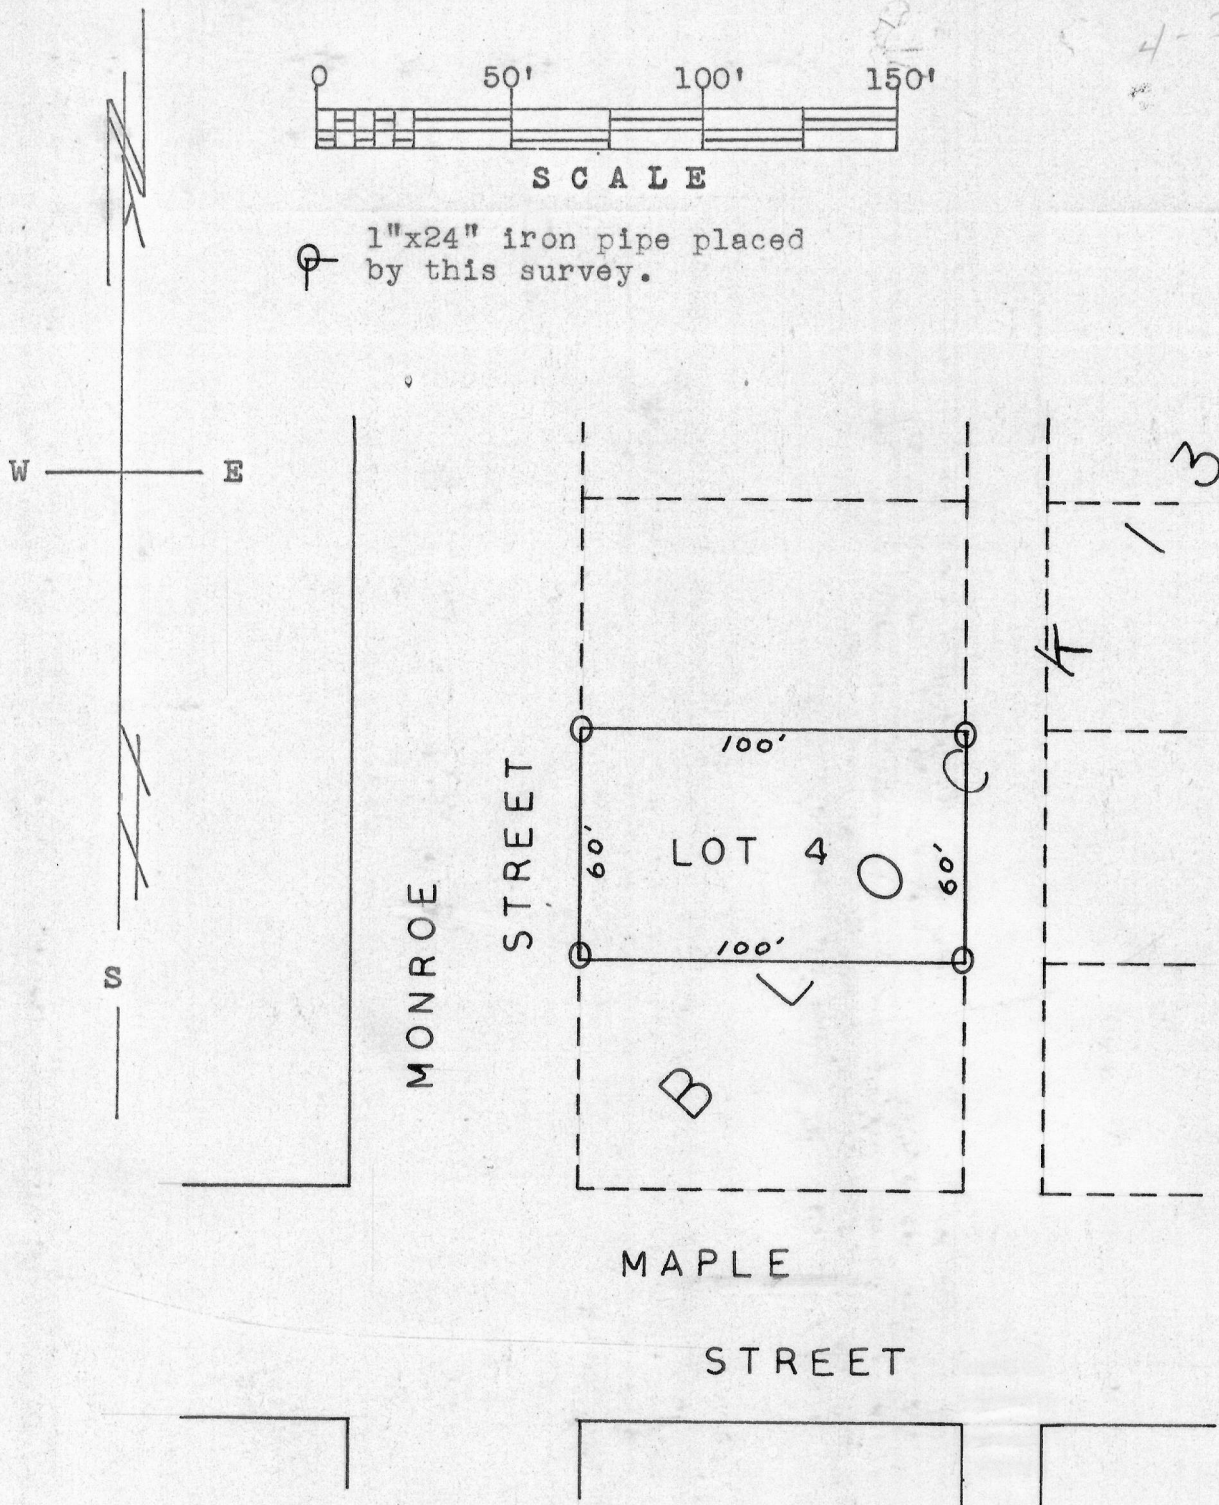 0 50' 100' 150'
SCALE
1"x24" iron pipe placed
by this survey.
W E
S
MONROE
STREET
100'
60'
LOT 4
60'
100'
BLOCK 13
MAPLE
STREET